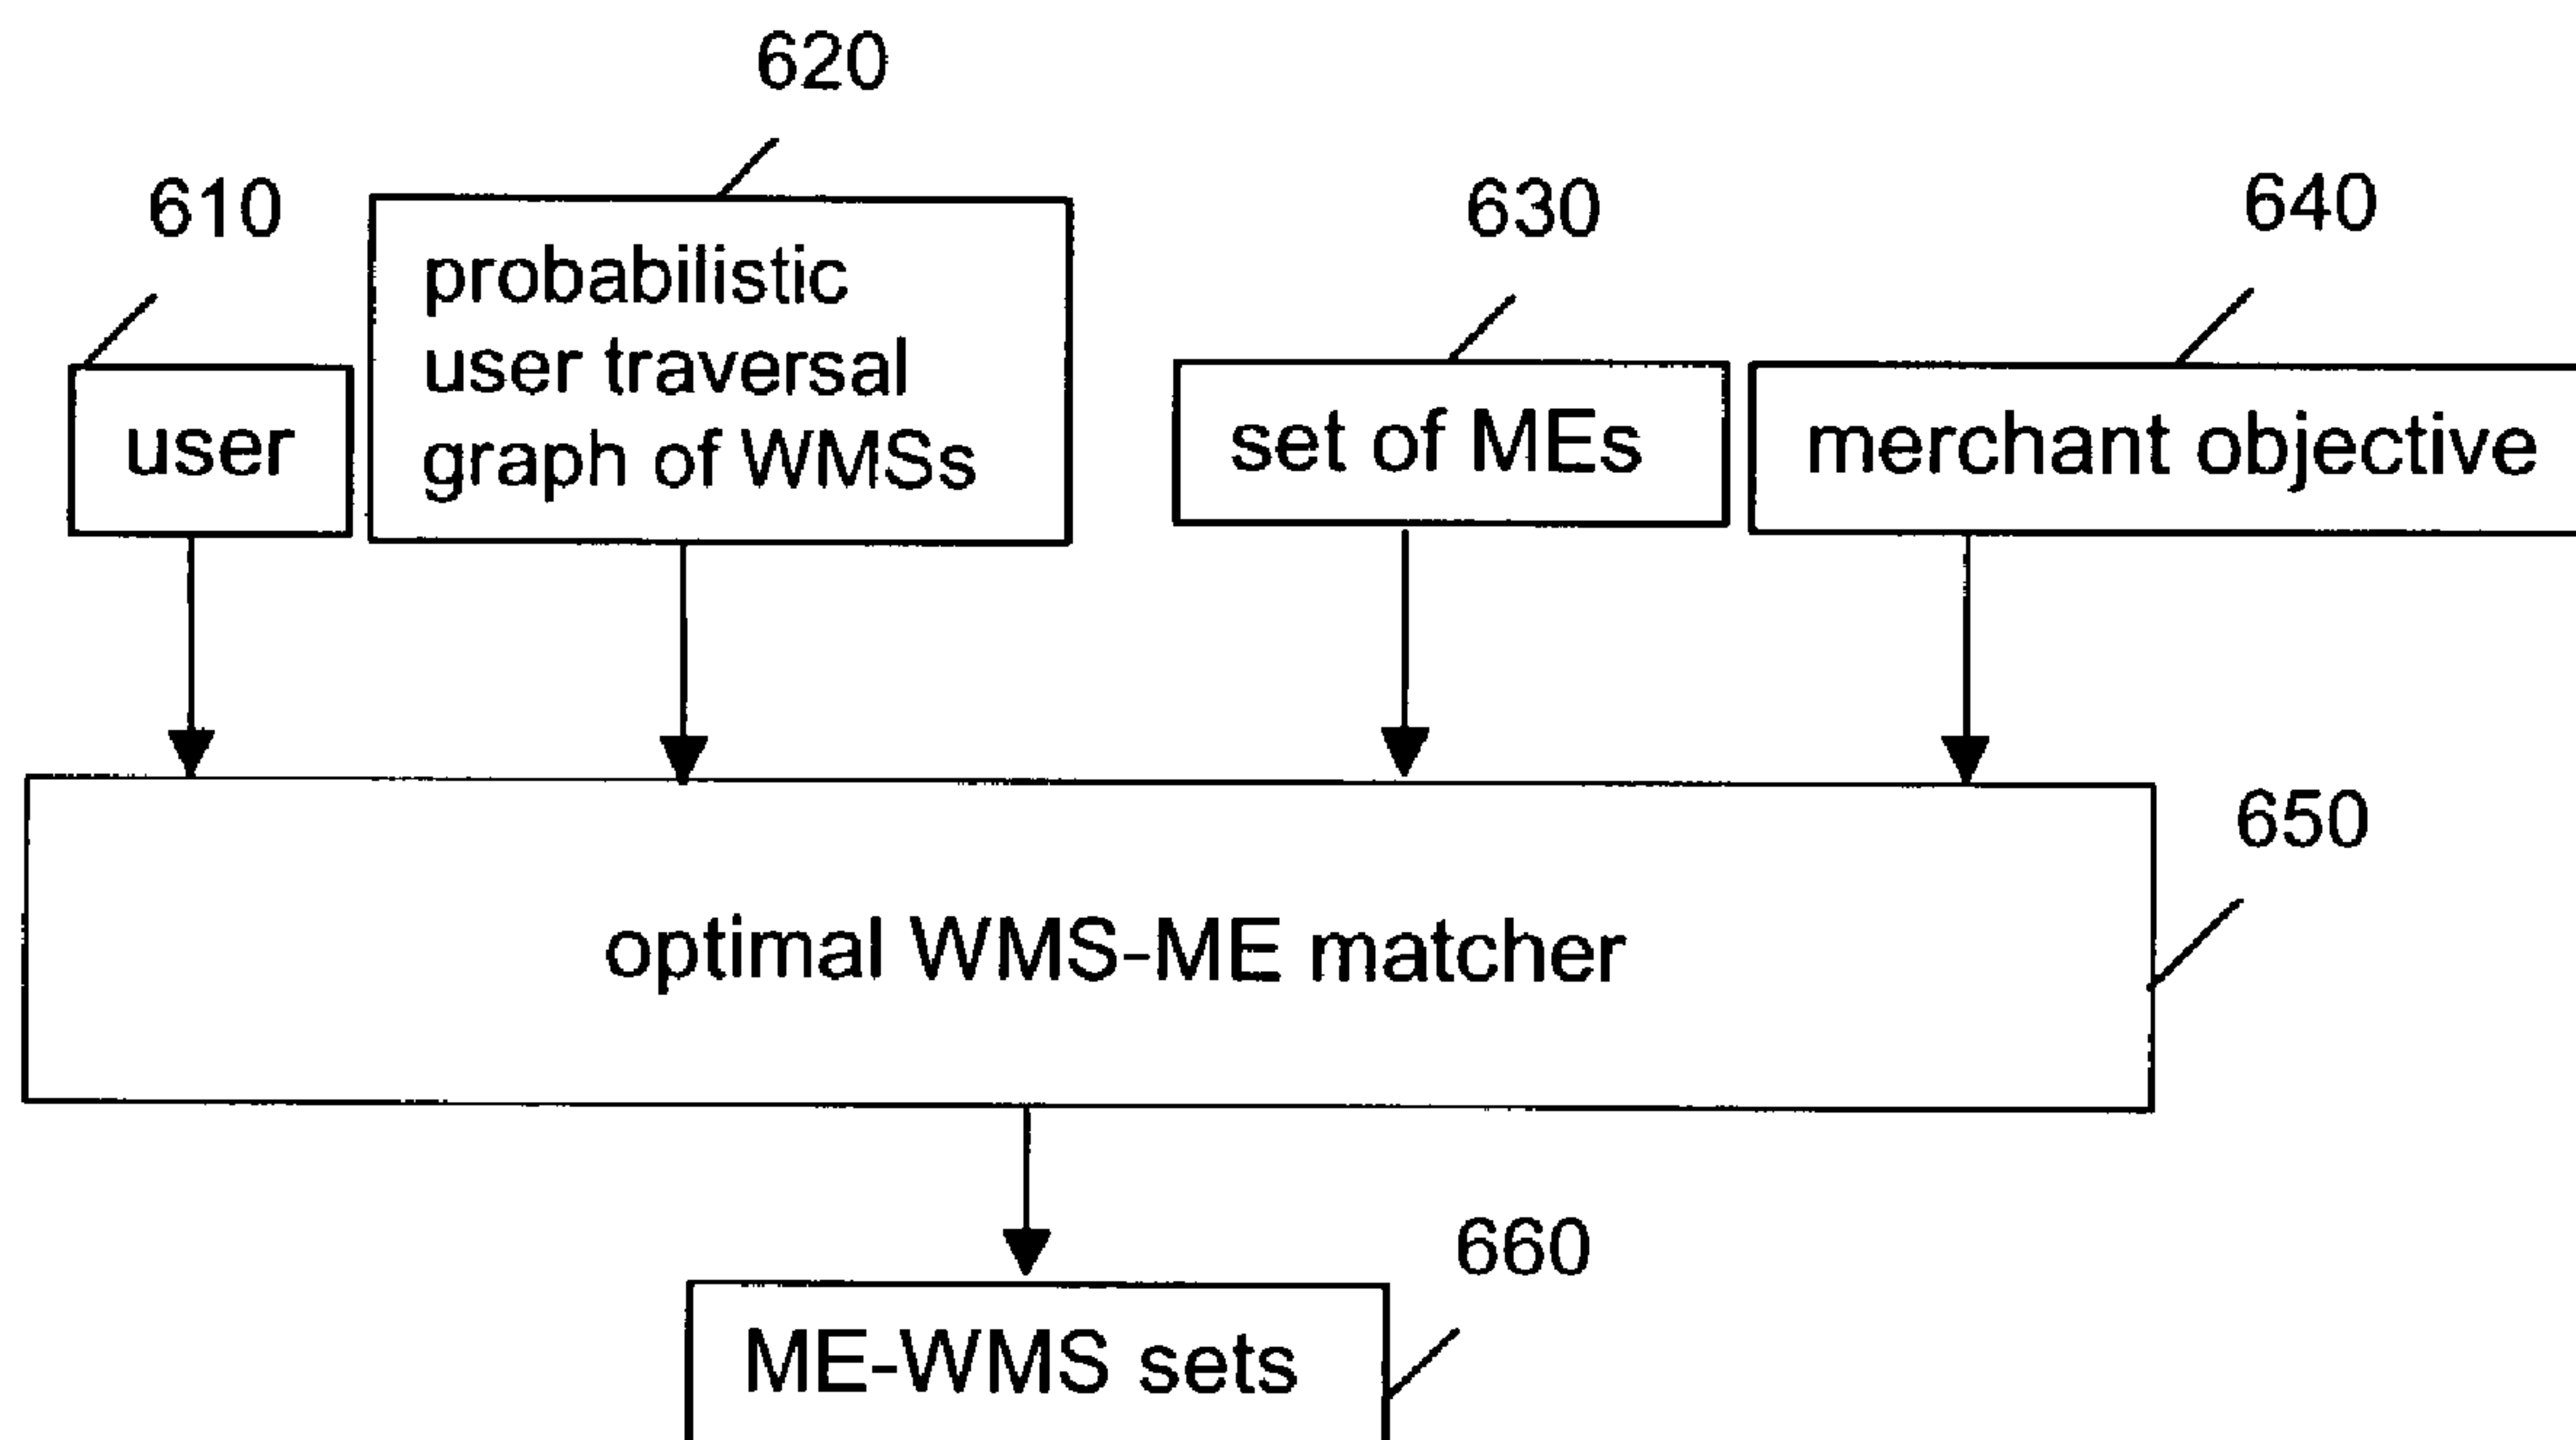 620
610
630
640
probabilistic
user traversal
graph of WMSs
user
set of MEs
merchant objective
650
optimal WMS-ME matcher
660
ME-WMS sets